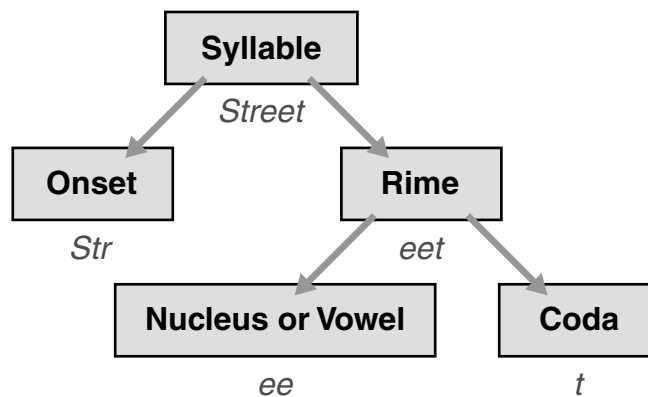 Syllable
Street
Onset
Rime
Str
eet
Nucleus or Vowel
Coda
ee
t